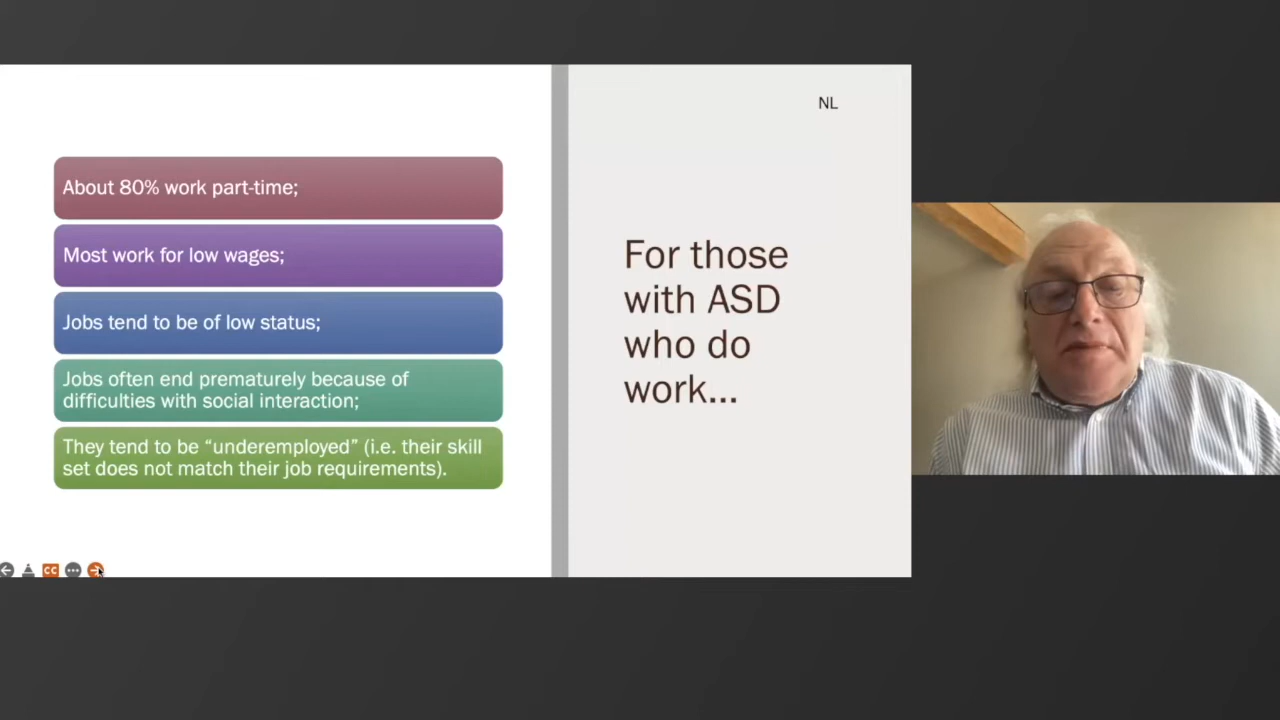 About 80% work part-time;
Most work for low wages;
Jobs tend to be of low status;
Jobs often end prematurely because of
difficulties with social interaction;
They tend to be “underemployed” (i.e. their skill
set does not match their job requirements).
CC
NL
For those
with ASD
who do
work...